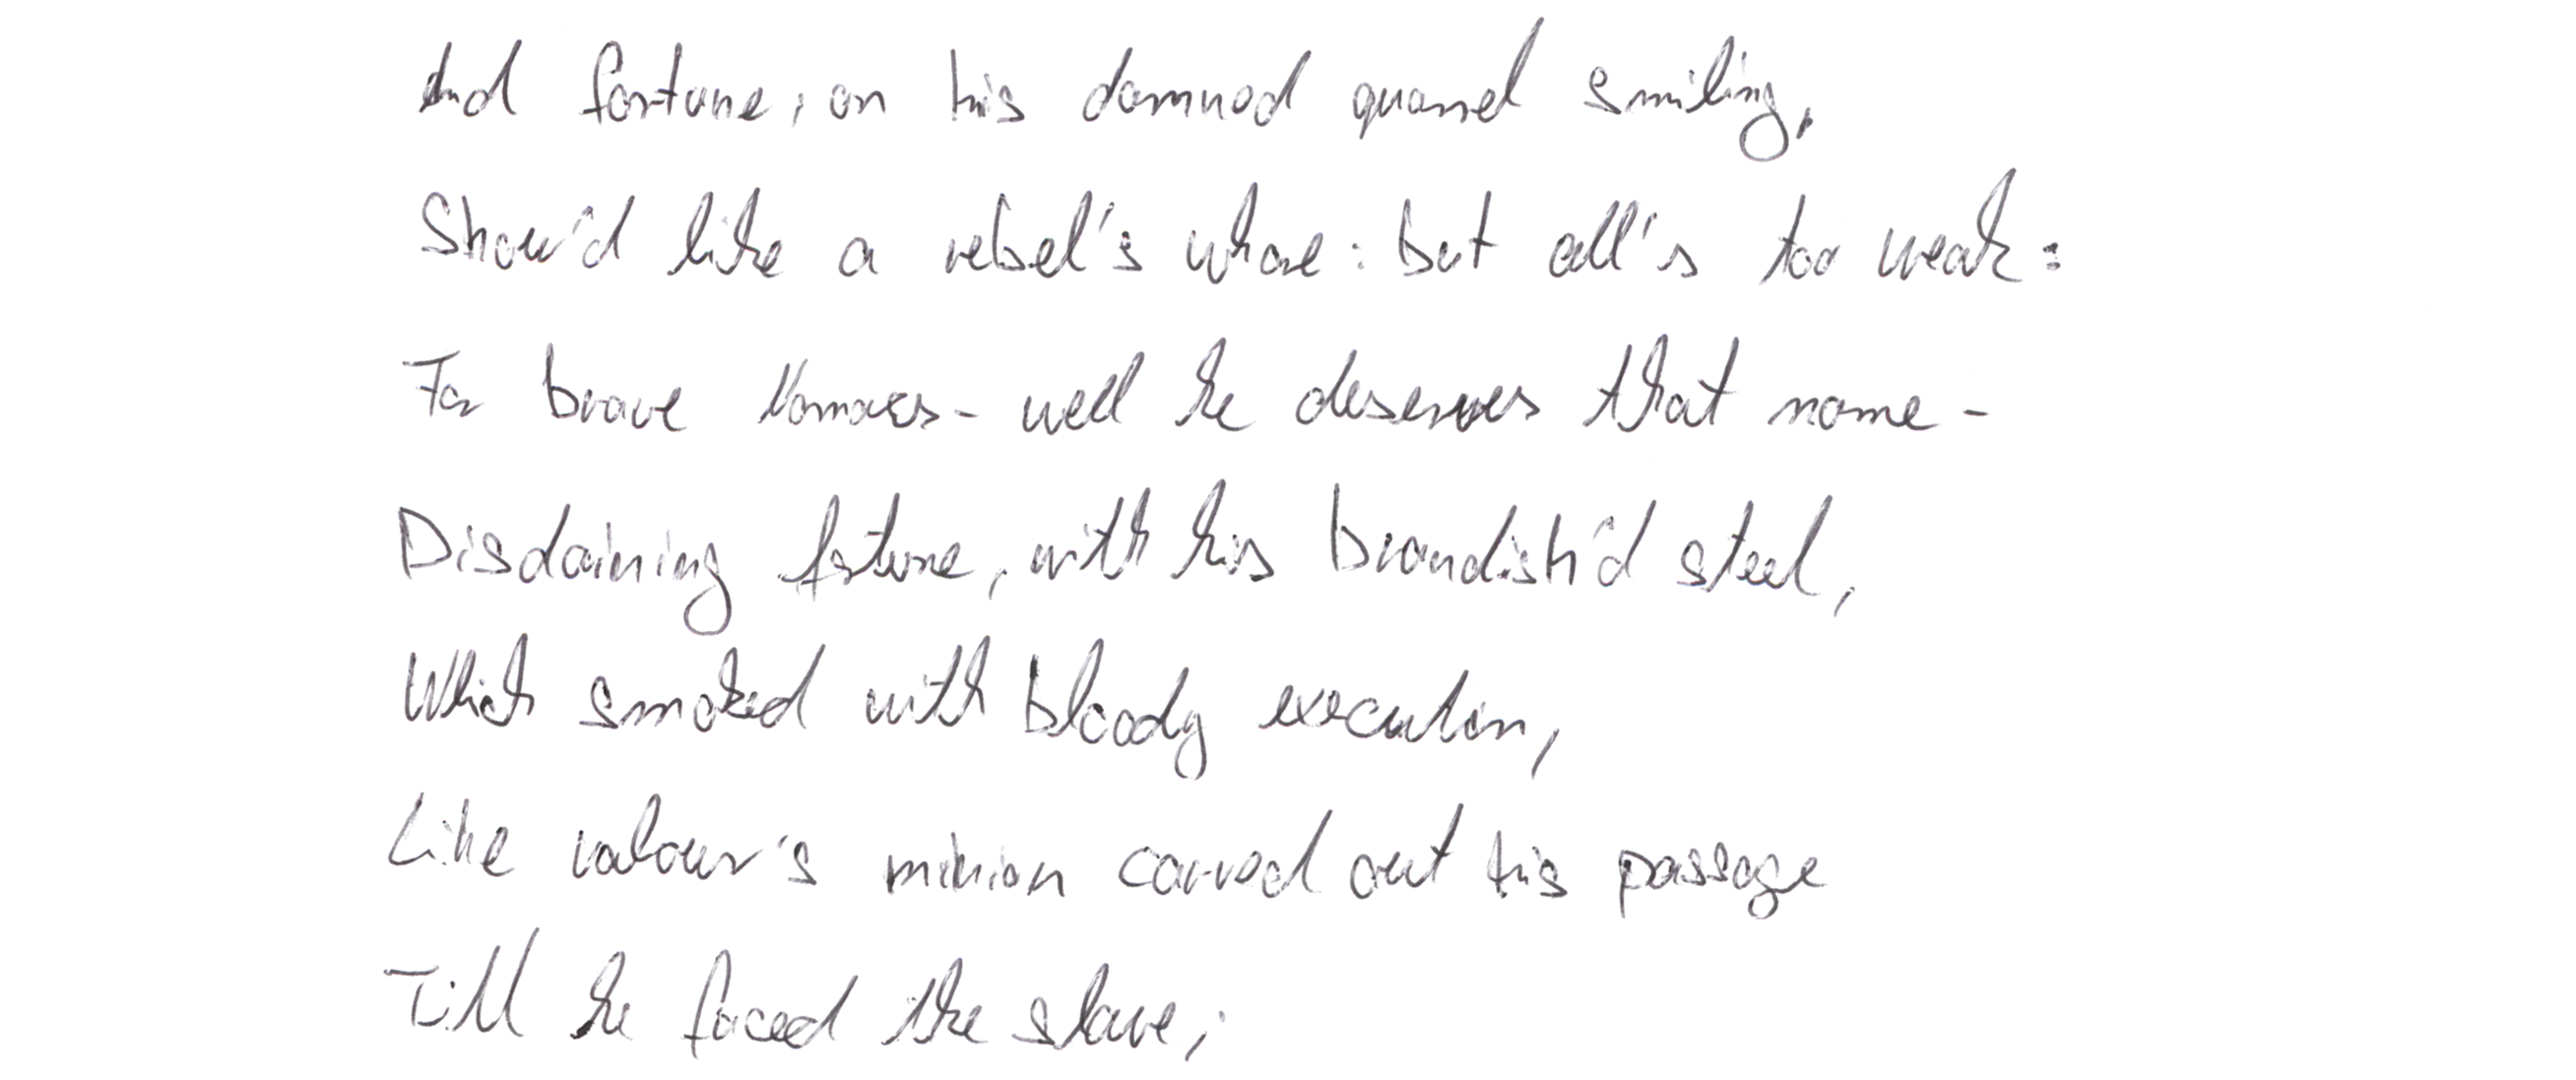 And fortune, on his damned quarrel smiling,
Show'd like a rebel's whore: but all's too weak:
For brave - well he deserves that name -
Disdaining fortune, with his brandish'd steel,
Which smoked with bloody execution,
Like valour's minion carved out his passage
Till he faced the slave;